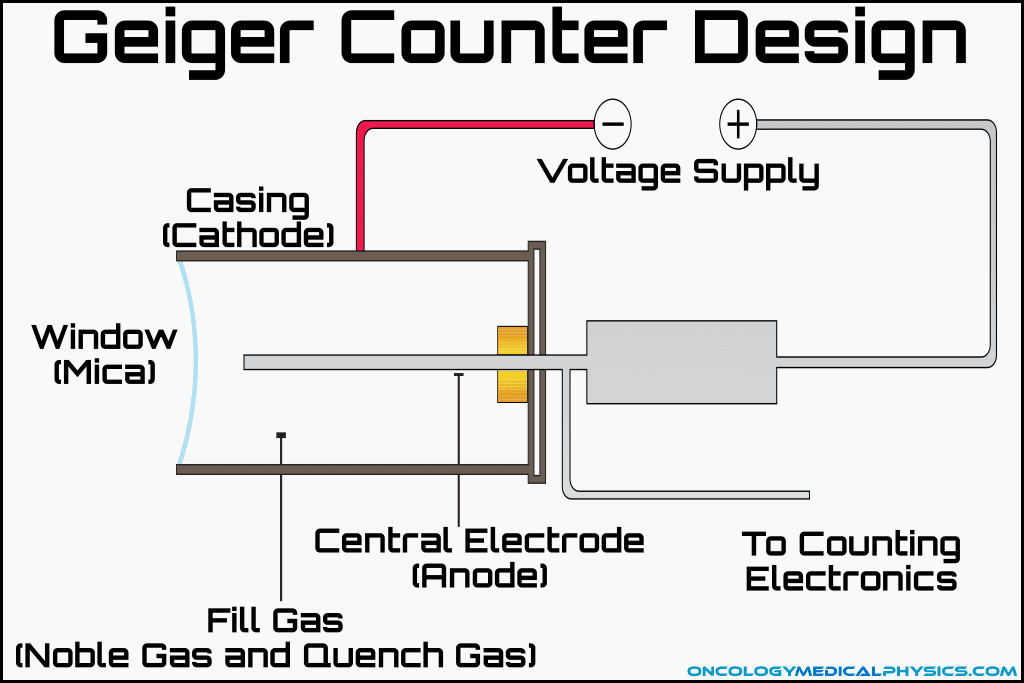 Geiger Counter Design
−
+
Voltage Supply
Casing
(Cathode)
Window
(Mica)
Central Electrode
(Anode)
To Counting
Electronics
Fill Gas
(Noble Gas and Quench Gas)
ONCOLOGYMEDICALPHYSICS.COM